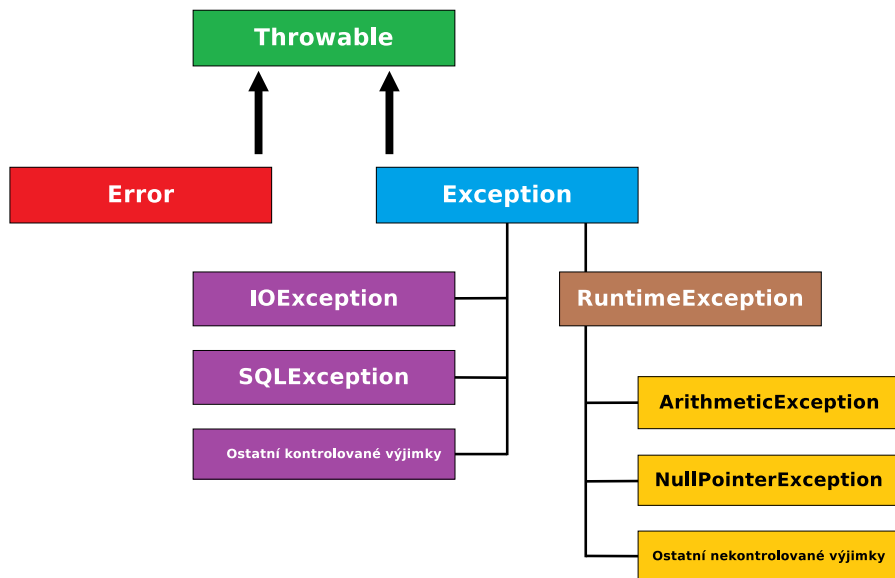 Throwable
Error
Exception
IOException
RuntimeException
SQLException
ArithmeticException
Ostatní kontrolované výjimky
NullPointerException
Ostatní nekontrolované výjimky